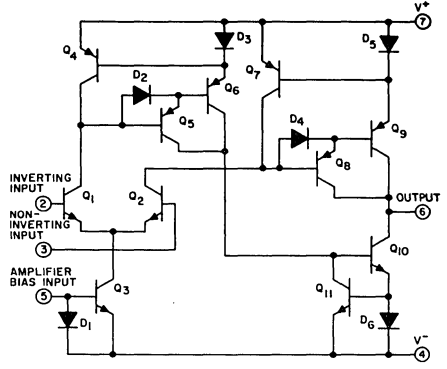 V+
7
Q4
D3
D5
Q7
D2
Q6
Q5
D4
Q9
Q8
INVERTING
INPUT
2
Q1
Q2
OUTPUT
6
NON-
INVERTING
INPUT
3
Q10
AMPLIFIER
BIAS INPUT
5
Q3
Q11
D1
D6
V-
4